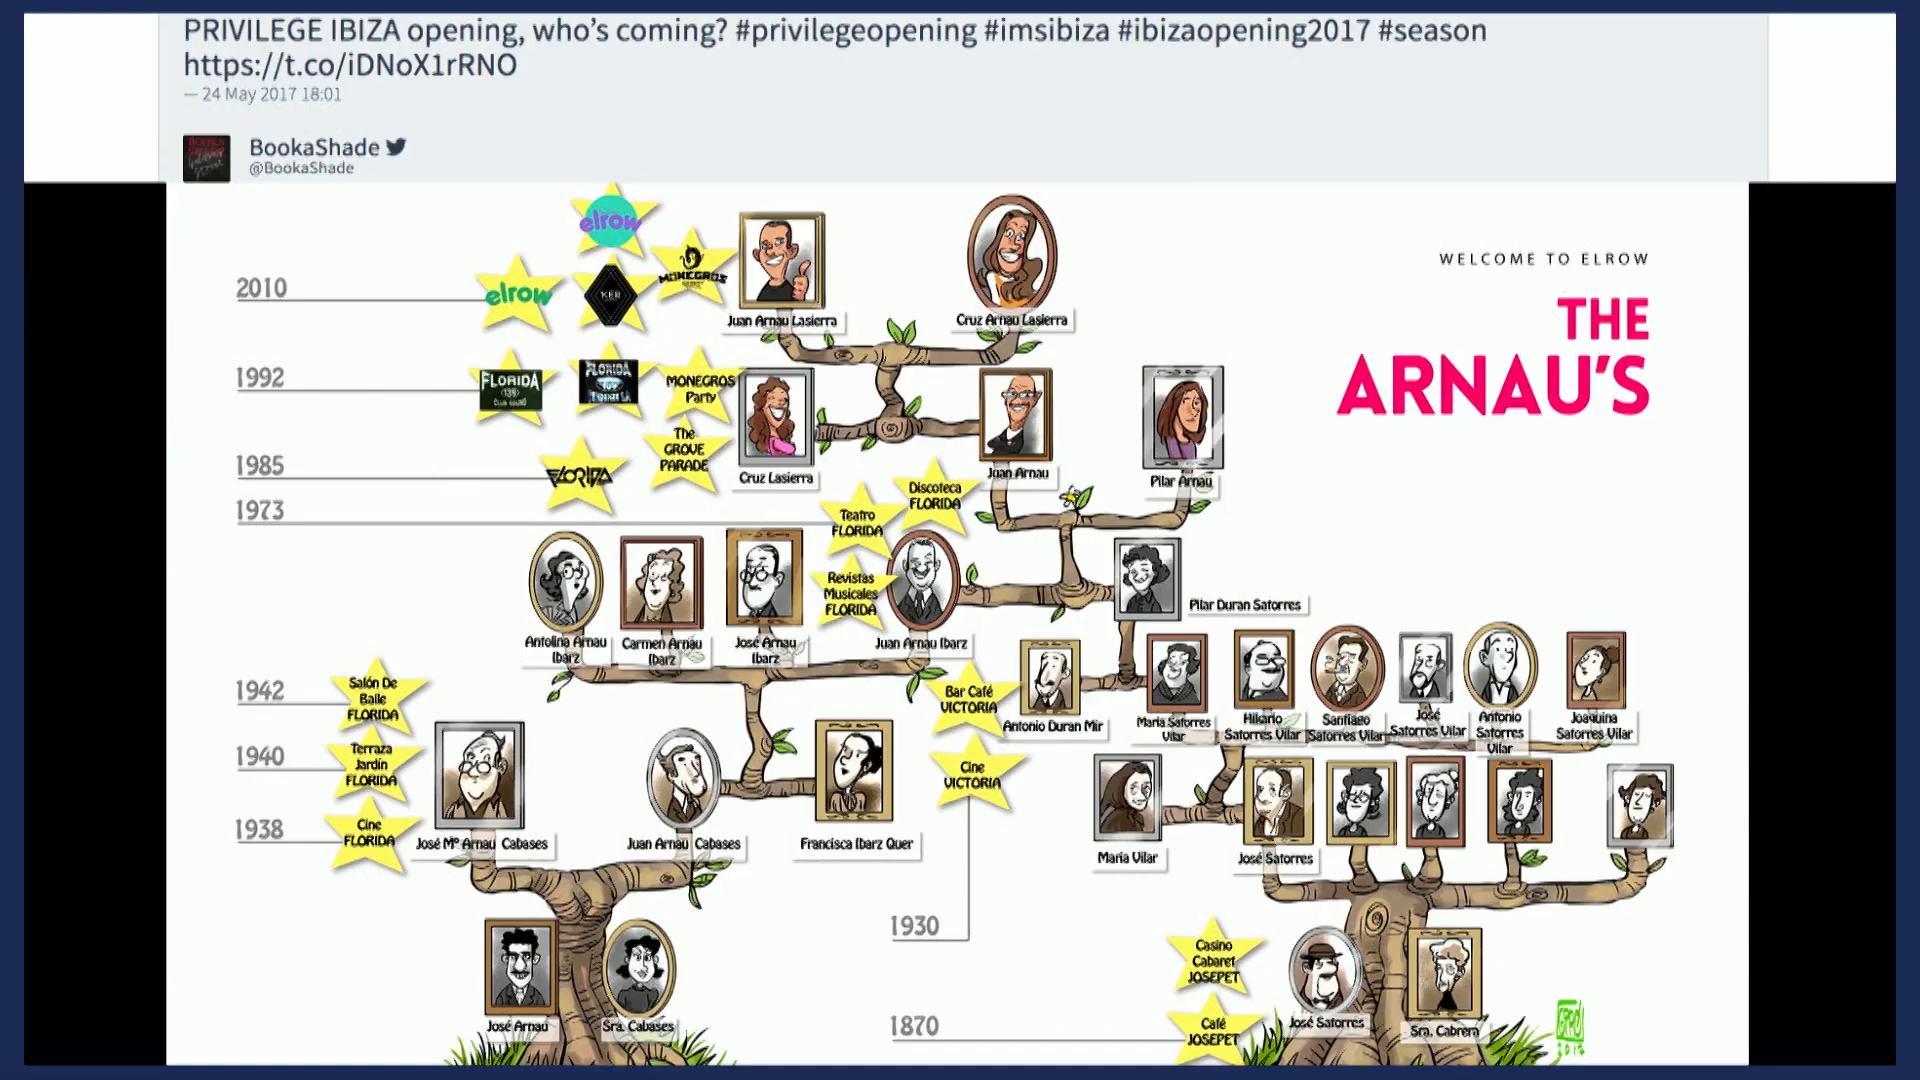 PRIVILEGE IBIZA opening, who's coming? #privilegeopening #imsibiza #ibizaopening2017 #season
https://t.co/iDNoX1rRNO
— 24 May 2017 18:01
BookaShade
@BookaShade
WELCOME TO ELROW
THE
ARNAU'S
elrow
2010
elrow
MONEGROS
Juan Arnau Lasierra
Cruz Arnau Lasierra
1992
FLORIDA
135
FLORIDA
MONEGROS
Party
1985
FLORIDA
The
GROVE
PARADE
Cruz Lasierra
Juan Arnau
Pilar Arnau
1973
Teatro
FLORIDA
Discoteca
FLORIDA
Revistas
Musicales
FLORIDA
Antolina Arnau
Ibarz
Carmen Arnau
Ibarz
José Arnau
Ibarz
Juan Arnau Ibarz
Pilar Duran Satorres
1942
Salón De
Baile
FLORIDA
Bar Café
VICTORIA
Antonio Duran Mir
Maria Satorres
Vilar
Hilario
Satorres Vilar
Santiago
Satorres Vilar
José
Satorres Vilar
Antonio
Satorres
Vilar
Joaquina
Satorres Vilar
1940
Terraza
Jardín
FLORIDA
Cine
VICTORIA
1938
Cine
FLORIDA
José Mº Arnau Cabases
Juan Arnau Cabases
Francisca Ibarz Quer
Maria Vilar
José Satorres
1930
Casino
Cabaret
JOSEPET
José Arnau
Sra. Cabases
1870
Café
JOSEPET
José Satorres
Sra. Cabrera